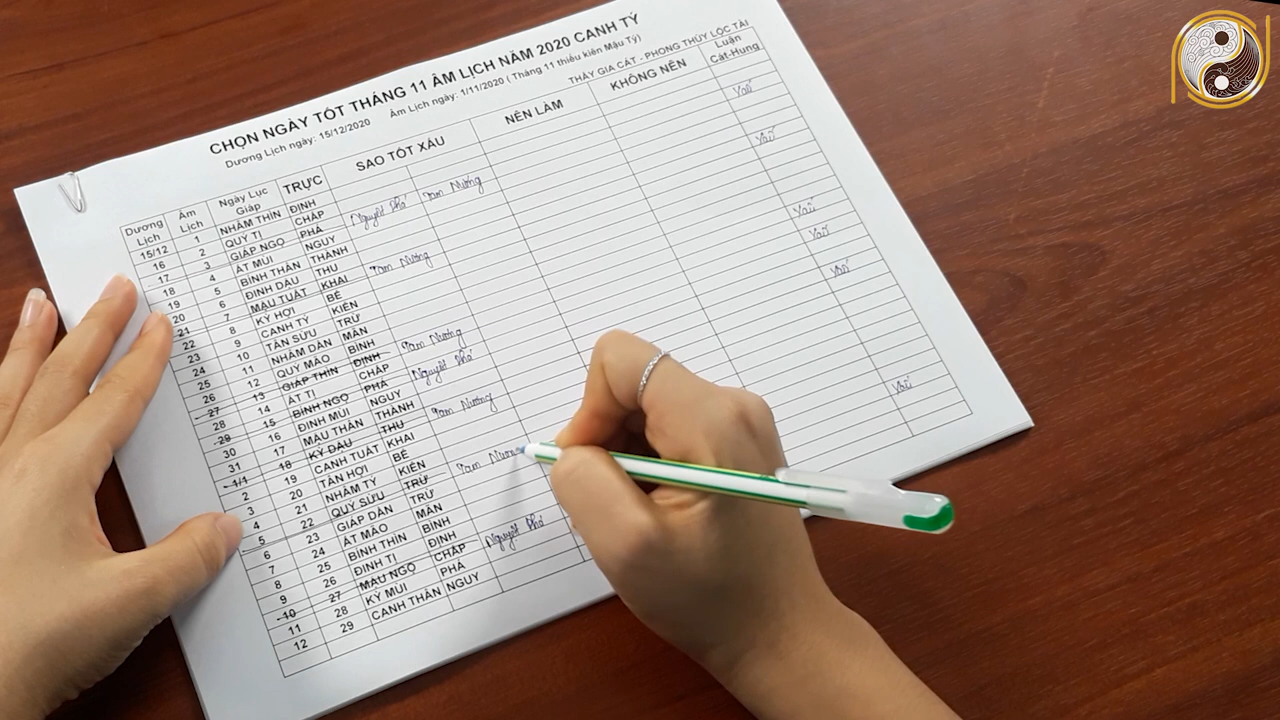 CHỌN NGÀY TỐT THÁNG 11 ÂM LỊCH NĂM 2020 CANH TÝ
Dương Lịch ngày: 15/12/2020 Âm Lịch ngày: 1/11/2020 ( Tháng 11 thiếu kiến Mậu Tý)
THẦY GIA CÁT - PHONG THỦY LỘC TÀI
Dương Lịch Âm Lịch Ngày Lục Giáp TRỰC SAO TỐT XẤU NÊN LÀM KHÔNG NÊN Luận Cát-Hung
15/12 1 NHÂM THÌN ĐỊNH
16 2 QUÝ TỊ CHẤP
17 3 GIÁP NGỌ PHÁ Nguyệt Phá Tam Nương Xấu
18 4 ẤT MÙI NGUY
19 5 BÍNH THÂN THÀNH
20 6 ĐINH DẬU THU
21 7 MẬU TUẤT KHAI Tam Nương Xấu
22 8 KỶ HỢI BẾ
23 9 CANH TÝ KIẾN
24 10 TÂN SỬU TRỪ
25 11 NHÂM DẦN MÃN
26 12 QUÝ MÃO BÌNH
27 13 GIÁP THÌN ĐỊNH Tam Nương Xấu
28 14 ẤT TỊ CHẤP
29 15 BÍNH NGỌ PHÁ Nguyệt Phá Xấu
30 16 ĐINH MÙI NGUY
31 17 MẬU THÂN THÀNH
1/1 18 KỶ DẬU THU Tam Nương Xấu
2 19 CANH TUẤT KHAI
3 20 TÂN HỢI BẾ
4 21 NHÂM TÝ KIẾN
5 22 QUÝ SỬU TRỪ Tam Nương
6 23 GIÁP DẦN TRỪ
7 24 ẤT MÃO MÃN
8 25 BÍNH THÌN BÌNH
9 26 ĐINH TỊ ĐỊNH
10 27 MẬU NGỌ CHẤP Nguyệt Phá Xấu
11 28 KỶ MÙI PHÁ
12 29 CANH THÂN NGUY